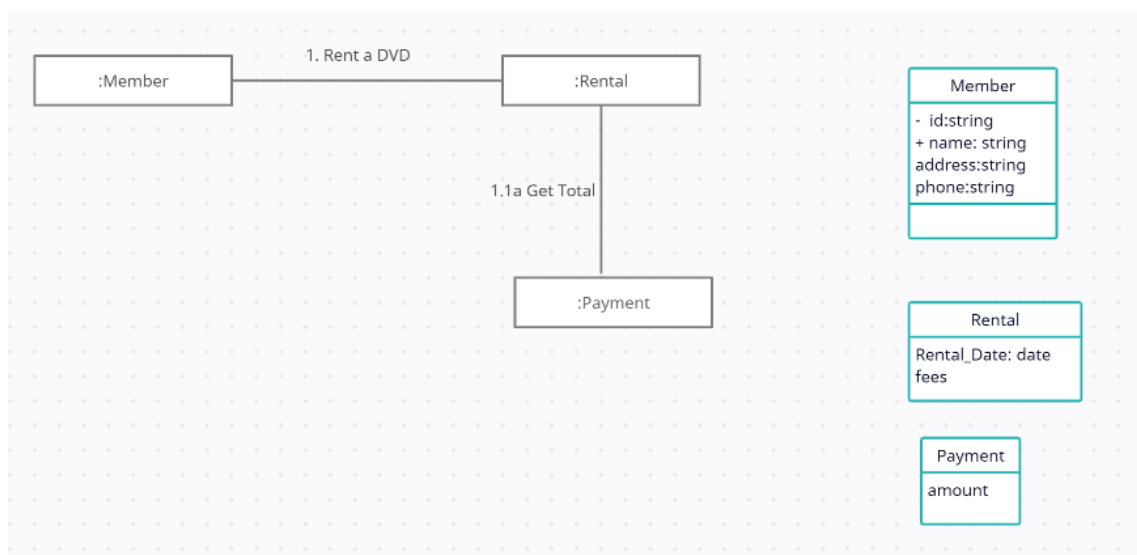 1. Rent a DVD
:Member
:Rental
1.1a Get Total
:Payment
Member
- id:string
+ name: string
address:string
phone:string
Rental
Rental_Date: date
fees
Payment
amount